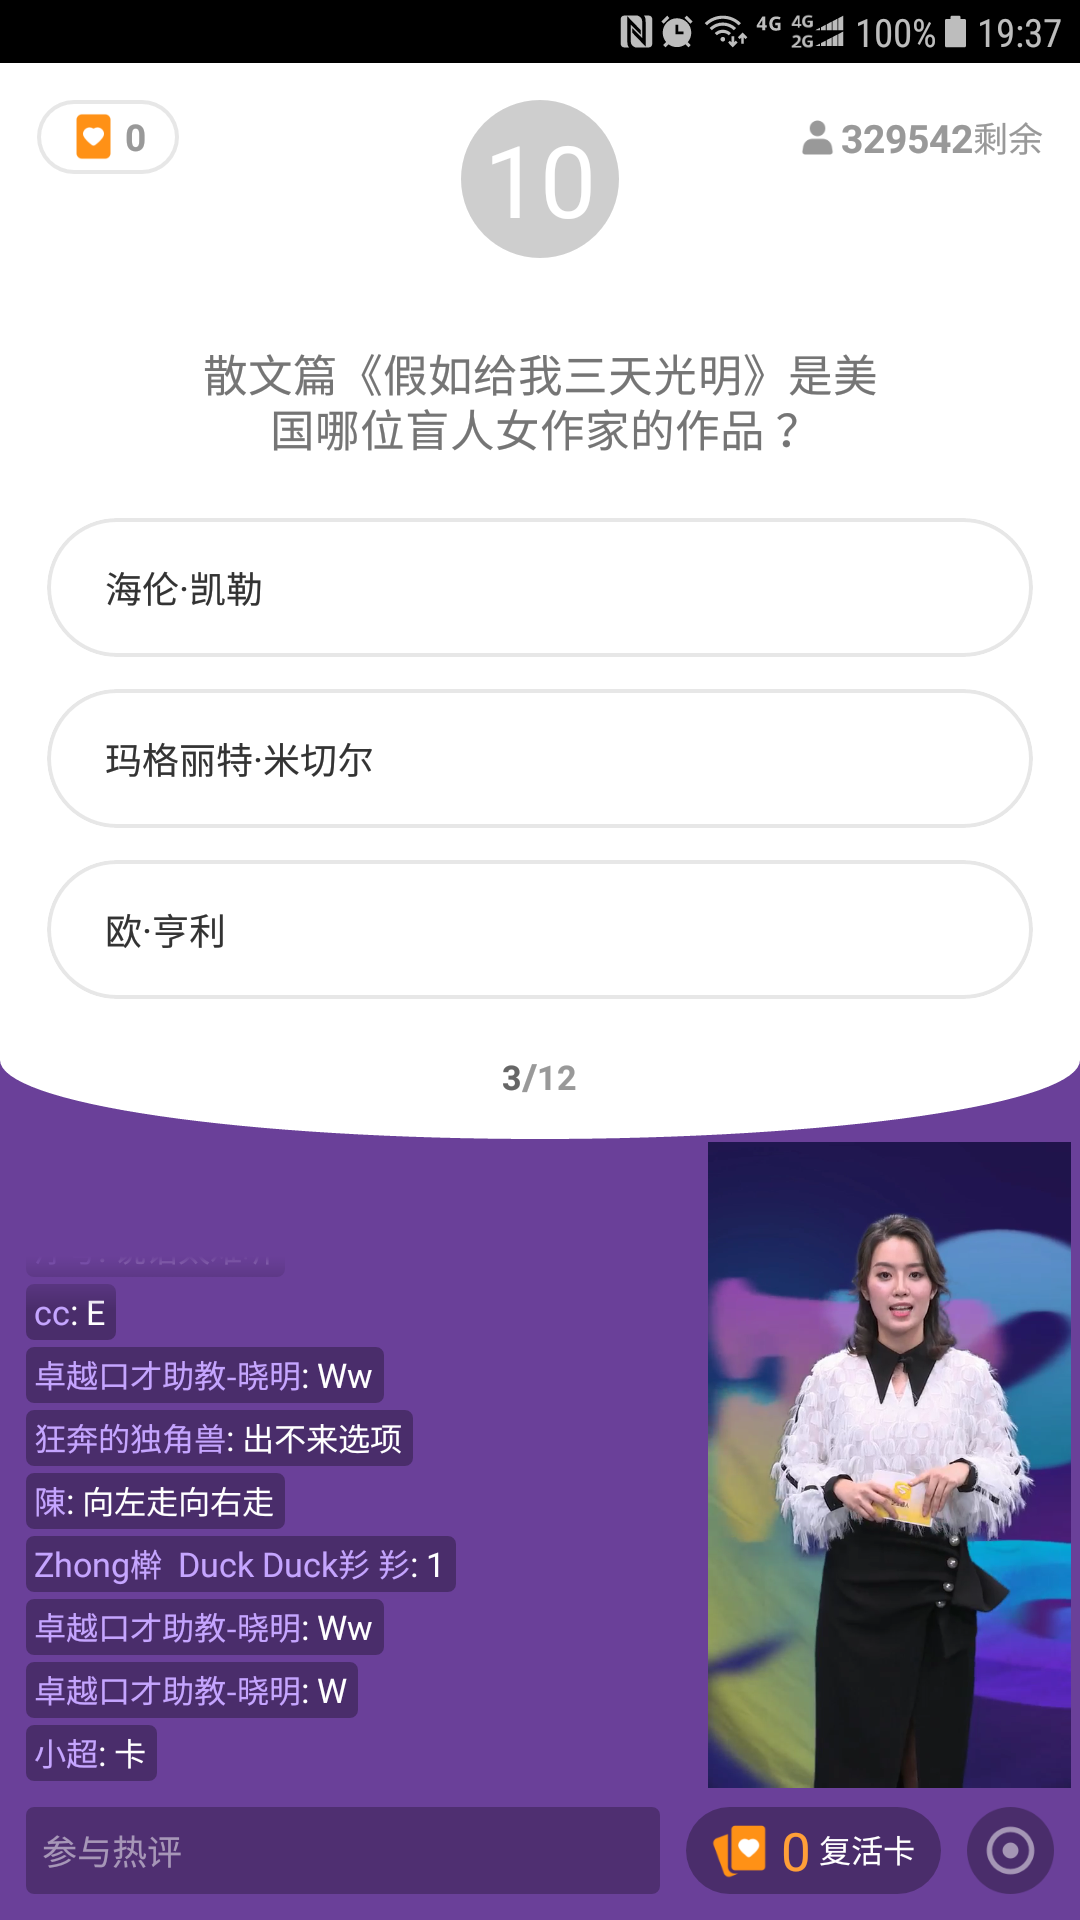 4G 4G 2G 100% 19:37
0
10
329542剩余
散文篇《假如给我三天光明》是美
国哪位盲人女作家的作品？
海伦·凯勒
玛格丽特·米切尔
欧·亨利
3/12
cc: E
卓越口才助教-晓明: Ww
狂奔的独角兽: 出不来选项
陳: 向左走向右走
Zhong檞 Duck Duck彣 彣: 1
卓越口才助教-晓明: Ww
卓越口才助教-晓明: W
小超: 卡
参与热评
0 复活卡